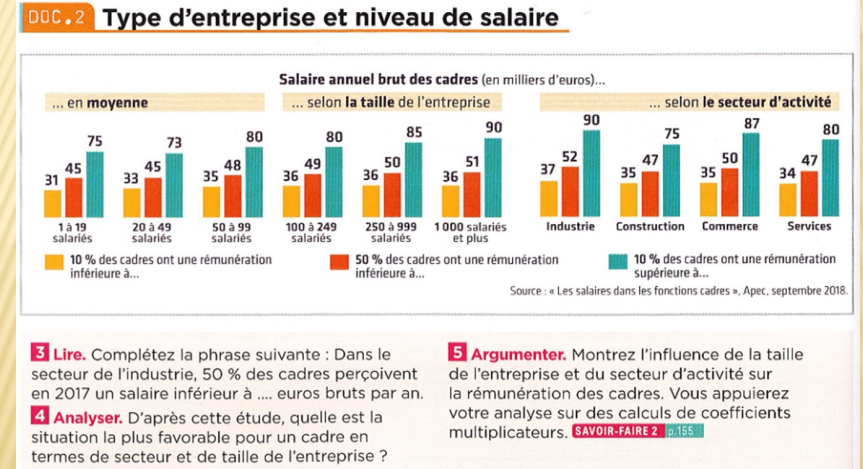 DOC.2 Type d'entreprise et niveau de salaire
Salaire annuel brut des cadres (en milliers d'euros)...
... en moyenne
... selon la taille de l'entreprise
... selon le secteur d'activité
31 45 75
33 45 73
35 48 80
36 49 80
36 50 85
36 51 90
37 52 90
35 47 75
35 50 87
34 47 80
1 à 19 salariés
20 à 49 salariés
50 à 99 salariés
100 à 249 salariés
250 à 999 salariés
1 000 salariés et plus
Industrie
Construction
Commerce
Services
10 % des cadres ont une rémunération
inférieure à...
50 % des cadres ont une rémunération
inférieure à...
10 % des cadres ont une rémunération
supérieure à...
Source : « Les salaires dans les fonctions cadres », Apec, septembre 2018.
3 Lire. Complétez la phrase suivante : Dans le
secteur de l'industrie, 50 % des cadres perçoivent
en 2017 un salaire inférieur à .... euros bruts par an.
4 Analyser. D'après cette étude, quelle est la
situation la plus favorable pour un cadre en
termes de secteur et de taille de l'entreprise ?
5 Argumenter. Montrez l'influence de la taille
de l'entreprise et du secteur d'activité sur
la rémunération des cadres. Vous appuierez
votre analyse sur des calculs de coefficients
multiplicateurs. SAVOIR-FAIRE 2 p.155